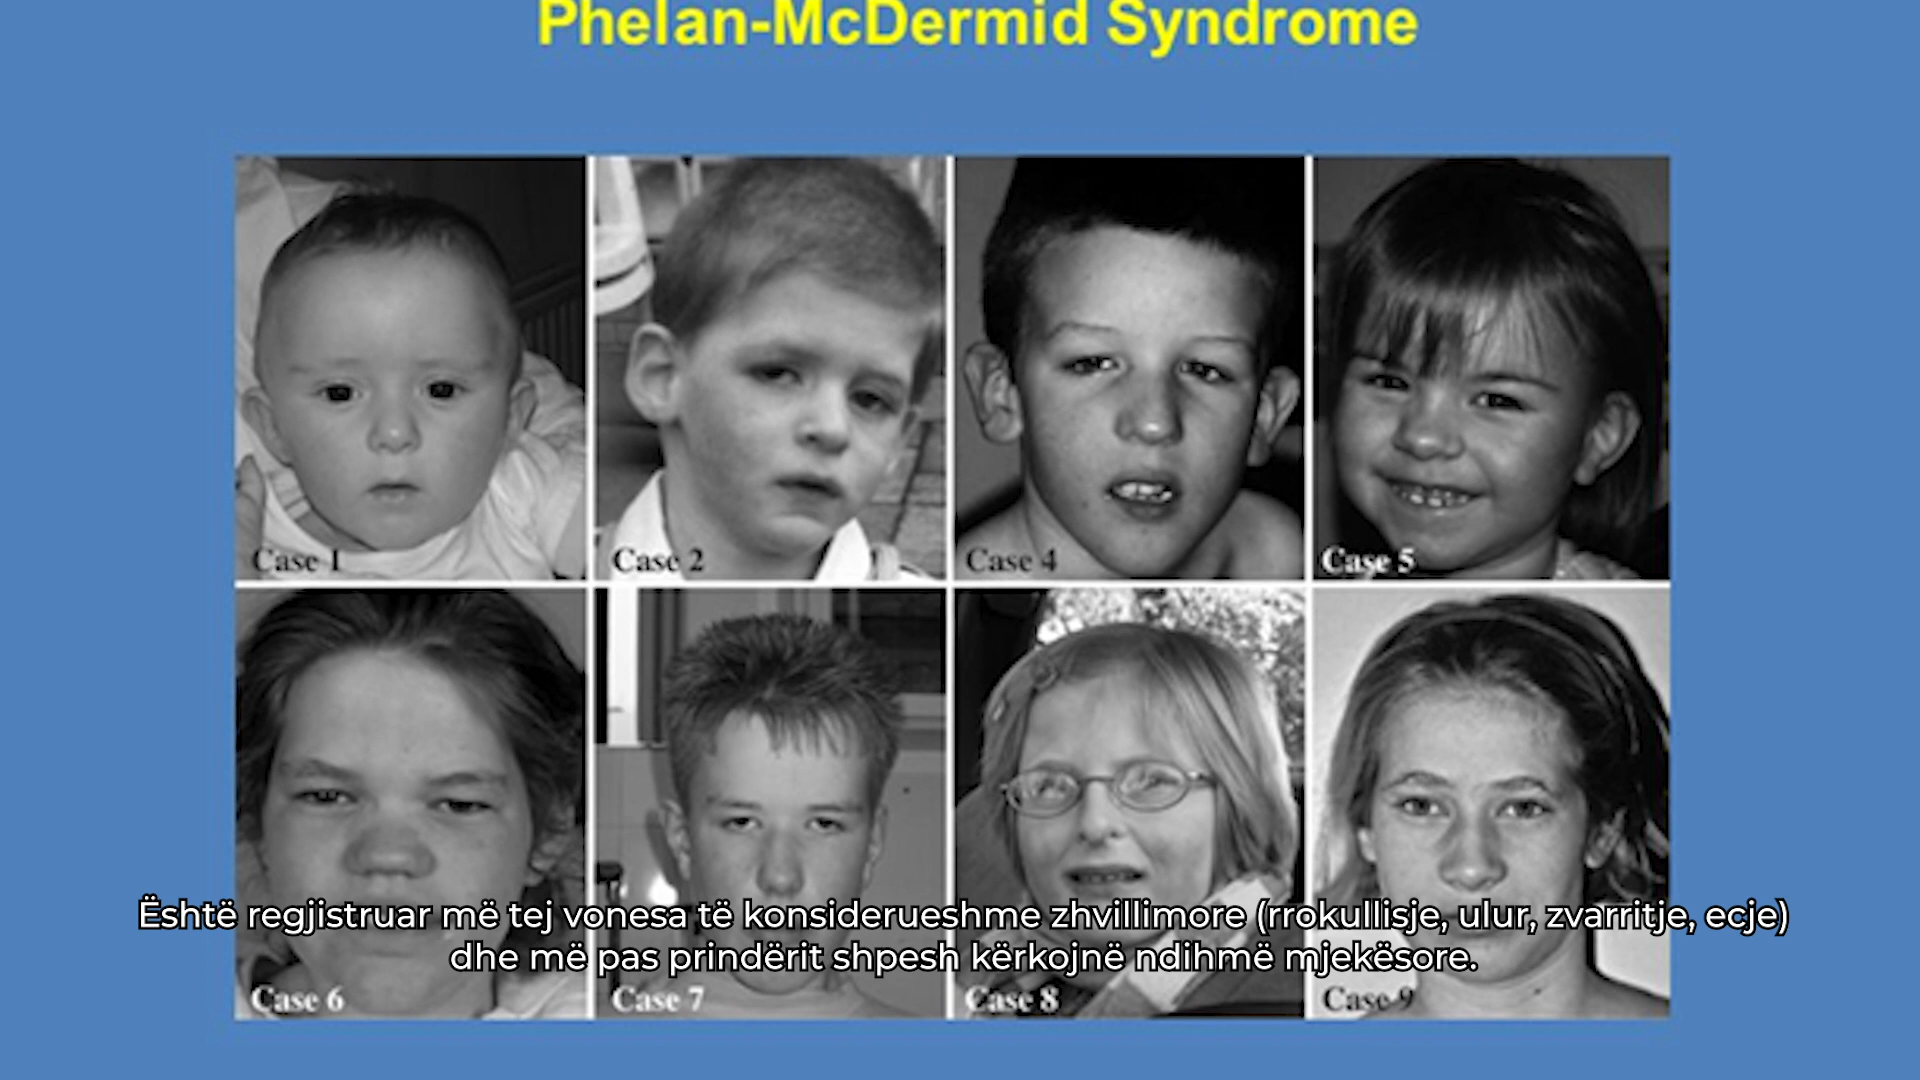 Phelan-McDermid Syndrome
Case 1
Case 2
Case 4
Case 5
Case 6
Case 7
Case 8
Case 9
Është regjistruar më tej vonesa të konsiderueshme zhvillimore (rrokullisje, ulur, zvarritje, ecje)
dhe më pas prindërit shpesh kërkojnë ndihmë mjekësore.